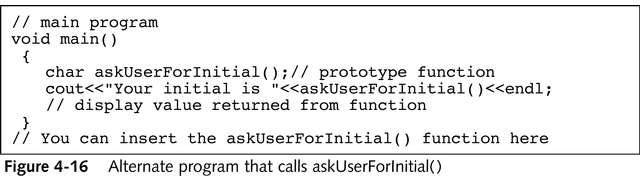 // main program
void main()
{
char askUserForInitial();// prototype function
cout<<"Your initial is "<<askUserForInitial()<<endl;
// display value returned from function
}
// You can insert the askUserForInitial() function here
Figure 4-16 Alternate program that calls askUserForInitial()